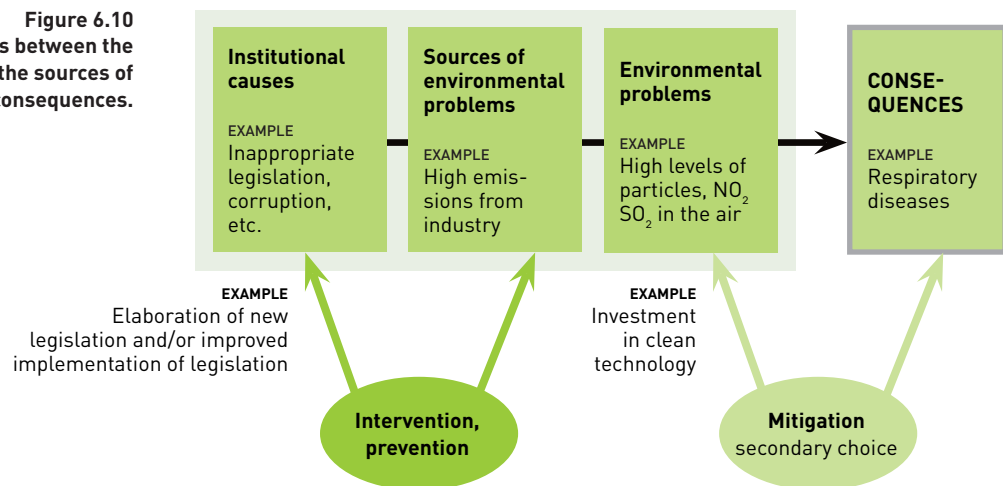 Figure 6.10
s between the
the sources of
consequences.
Institutional
causes
EXAMPLE
Inappropriate
legislation,
corruption,
etc.
Sources of
environmental
problems
EXAMPLE
High emis-
sions from
industry
Environmental
problems
EXAMPLE
High levels of
particles, NO₂
SO₂ in the air
CONSE-
QUENCES
EXAMPLE
Respiratory
diseases
EXAMPLE
Elaboration of new
legislation and/or improved
implementation of legislation
EXAMPLE
Investment
in clean
technology
Intervention,
prevention
Mitigation
secondary choice